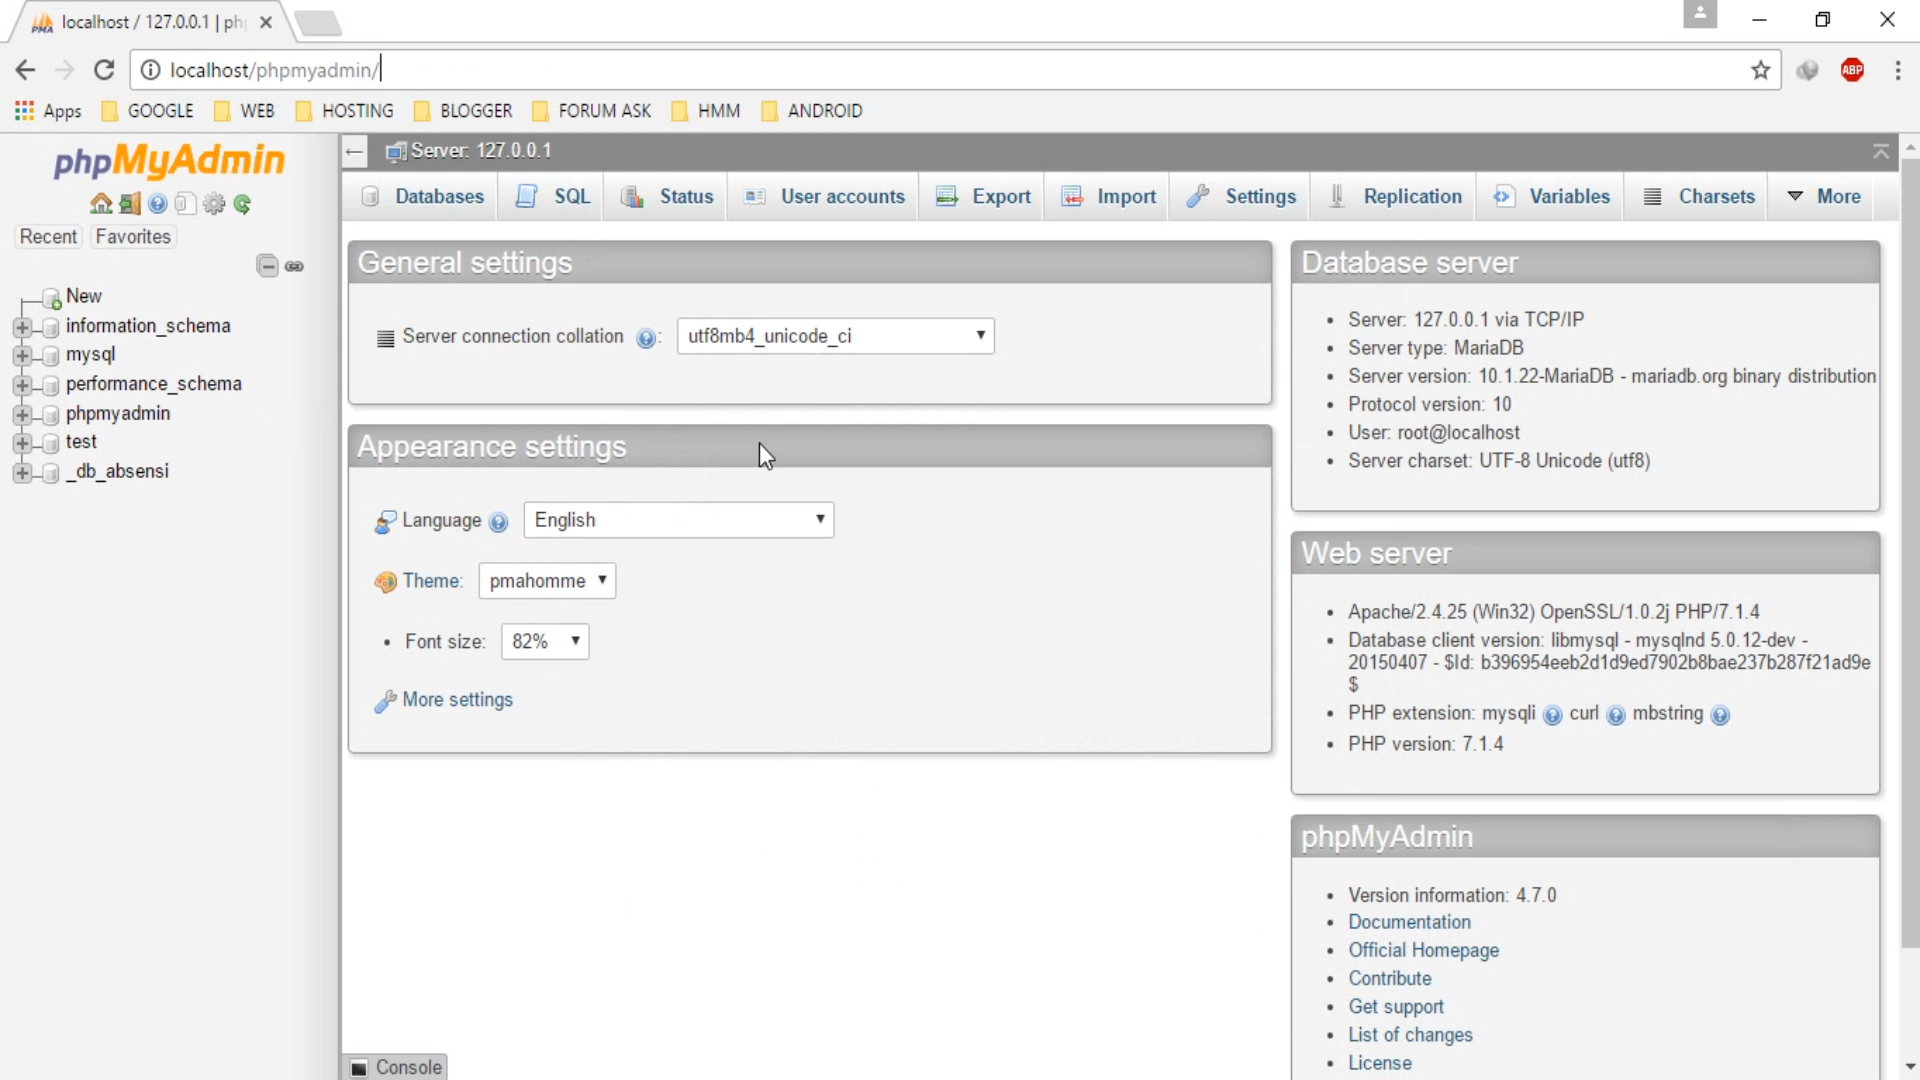 localhost / 127.0.0.1 | ph
localhost/phpmyadmin/
Apps GOOGLE WEB HOSTING BLOGGER FORUM ASK HMM ANDROID
ABP
phpMyAdmin
Recent Favorites
New
information_schema
mysql
performance_schema
phpmyadmin
test
_db_absensi
Server: 127.0.0.1
Databases SQL Status User accounts Export Import Settings Replication Variables Charsets More
General settings
Server connection collation : utf8mb4_unicode_ci
Appearance settings
Language English
Theme: pmahomme
Font size: 82%
More settings
Database server
Server: 127.0.0.1 via TCP/IP
Server type: MariaDB
Server version: 10.1.22-MariaDB - mariadb.org binary distribution
Protocol version: 10
User: root@localhost
Server charset: UTF-8 Unicode (utf8)
Web server
Apache/2.4.25 (Win32) OpenSSL/1.0.2j PHP/7.1.4
Database client version: libmysql - mysqlnd 5.0.12-dev -
20150407 - $Id: b396954eeb2d1d9ed7902b8bae237b287f21ad9e
$
PHP extension: mysqli curl mbstring
PHP version: 7.1.4
phpMyAdmin
Version information: 4.7.0
Documentation
Official Homepage
Contribute
Get support
List of changes
License
Console